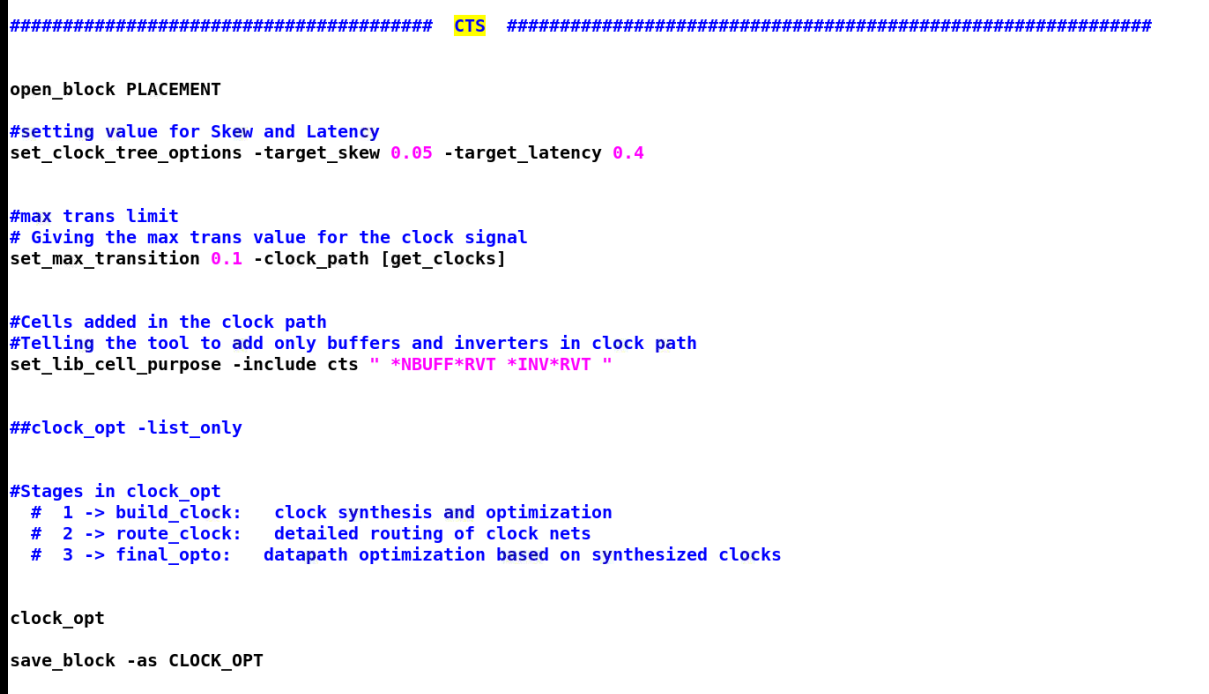 ########################################  CTS  #############################################################
open_block PLACEMENT
#setting value for Skew and Latency
set_clock_tree_options -target_skew 0.05 -target_latency 0.4
#max trans limit
# Giving the max trans value for the clock signal
set_max_transition 0.1 -clock_path [get_clocks]
#Cells added in the clock path
#Telling the tool to add only buffers and inverters in clock path
set_lib_cell_purpose -include cts " *NBUFF*RVT *INV*RVT "
##clock_opt -list_only
#Stages in clock_opt
  #  1 -> build_clock:   clock synthesis and optimization
  #  2 -> route_clock:   detailed routing of clock nets
  #  3 -> final_opto:   datapath optimization based on synthesized clocks
clock_opt
save_block -as CLOCK_OPT